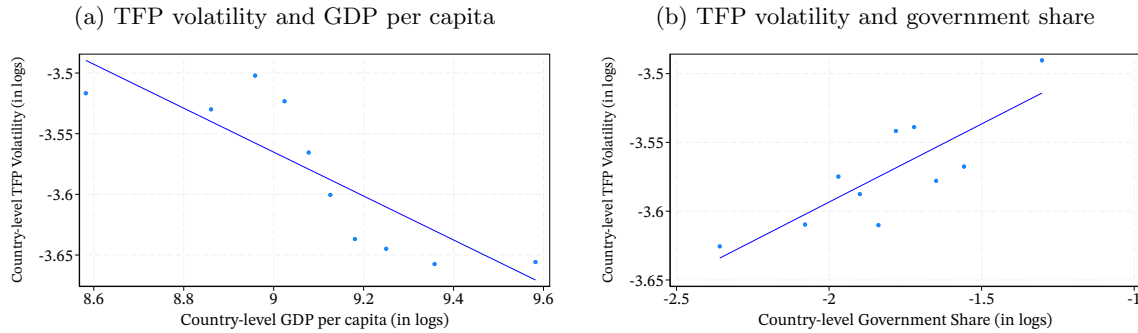 (a) TFP volatility and GDP per capita
Country-level TFP Volatility (in logs)
-3.5
-3.55
-3.6
-3.65
8.6 8.8 9 9.2 9.4 9.6
Country-level GDP per capita (in logs)
(b) TFP volatility and government share
Country-level TFP Volatility (in logs)
-3.5
-3.55
-3.6
-3.65
-2.5 -2 -1.5 -1
Country-level Government Share (in logs)